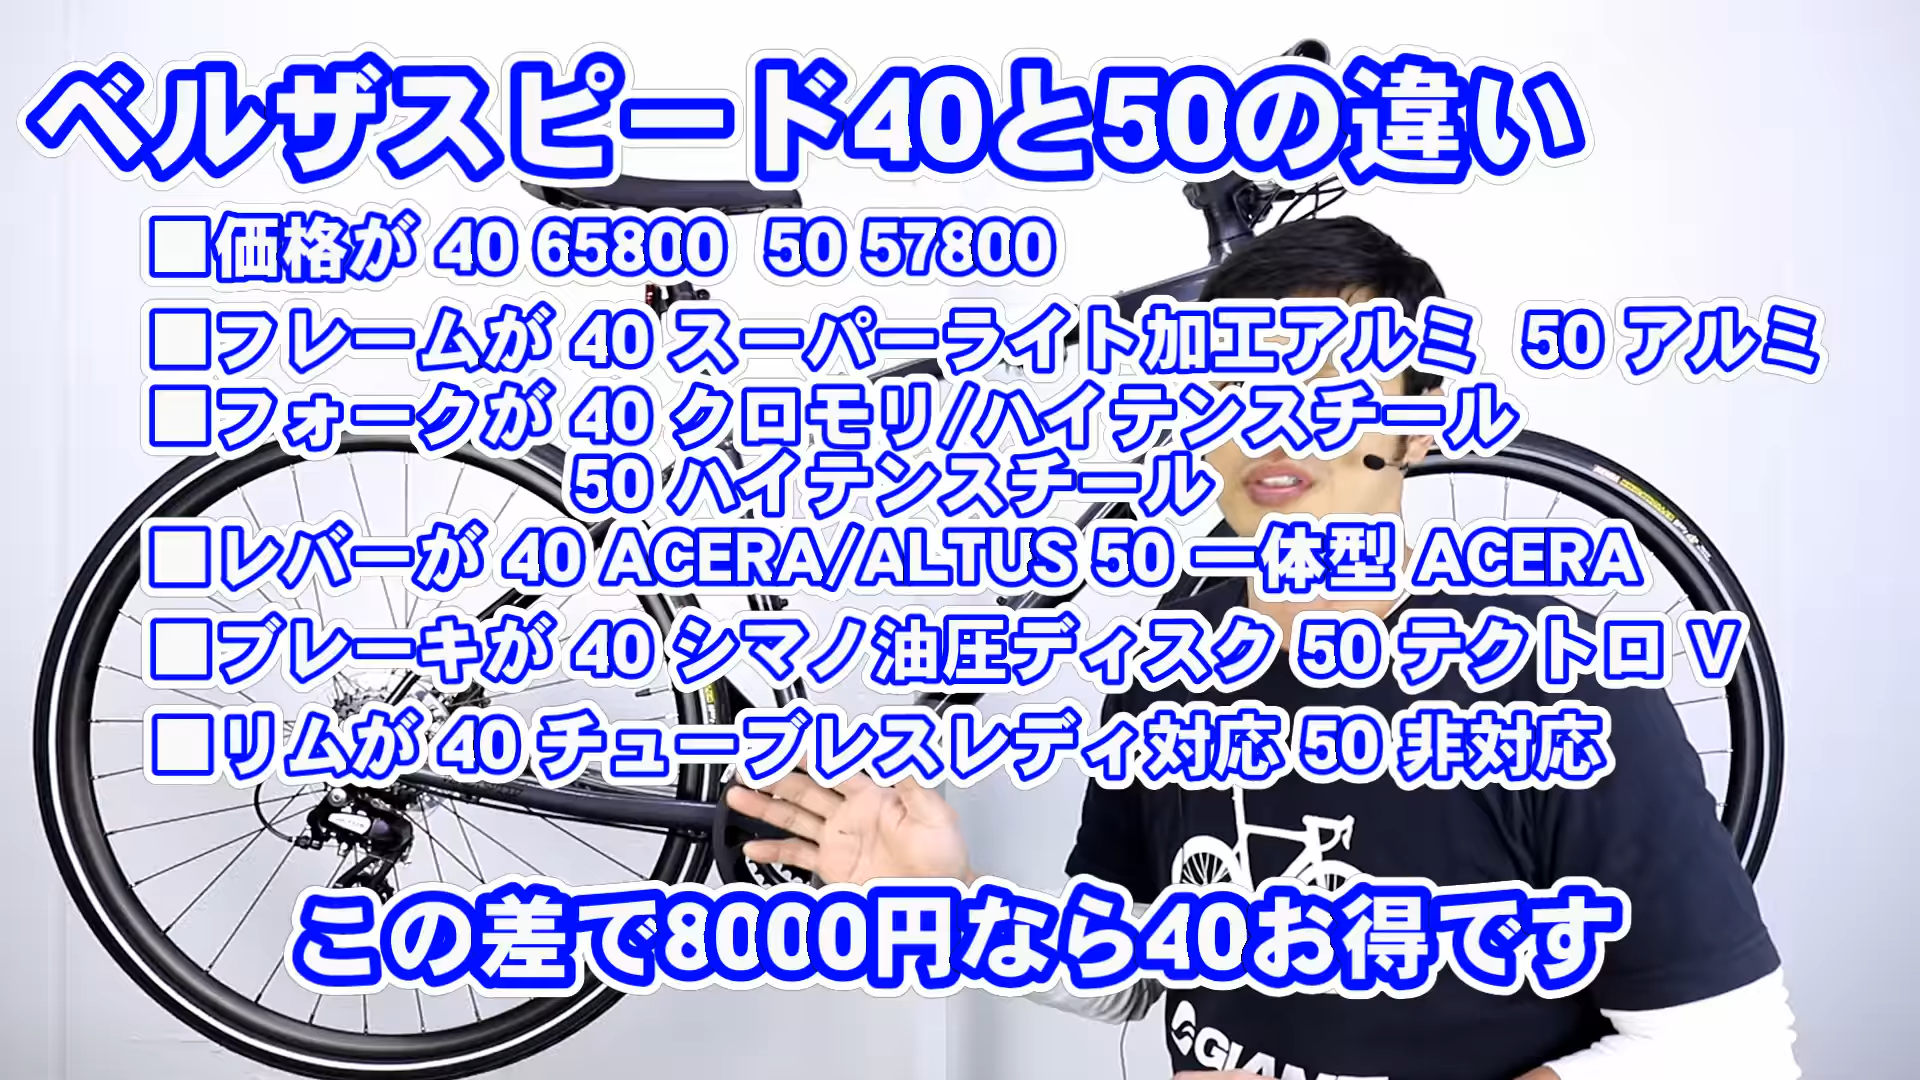 ベルザスピード40と50の違い
■価格が 40 65800 50 57800
■フレームが 40 スーパーライト加工アルミ 50 アルミ
■フォークが 40 クロモリ/ハイテンスチール
50 ハイテンスチール
■レバーが 40 ACERA/ALTUS 50 一体型 ACERA
■ブレーキが 40 シマノ油圧ディスク 50 テクトロ V
■リムが 40 チューブレスレディ対応 50 非対応
この差で8000円なら40お得です
GIANT